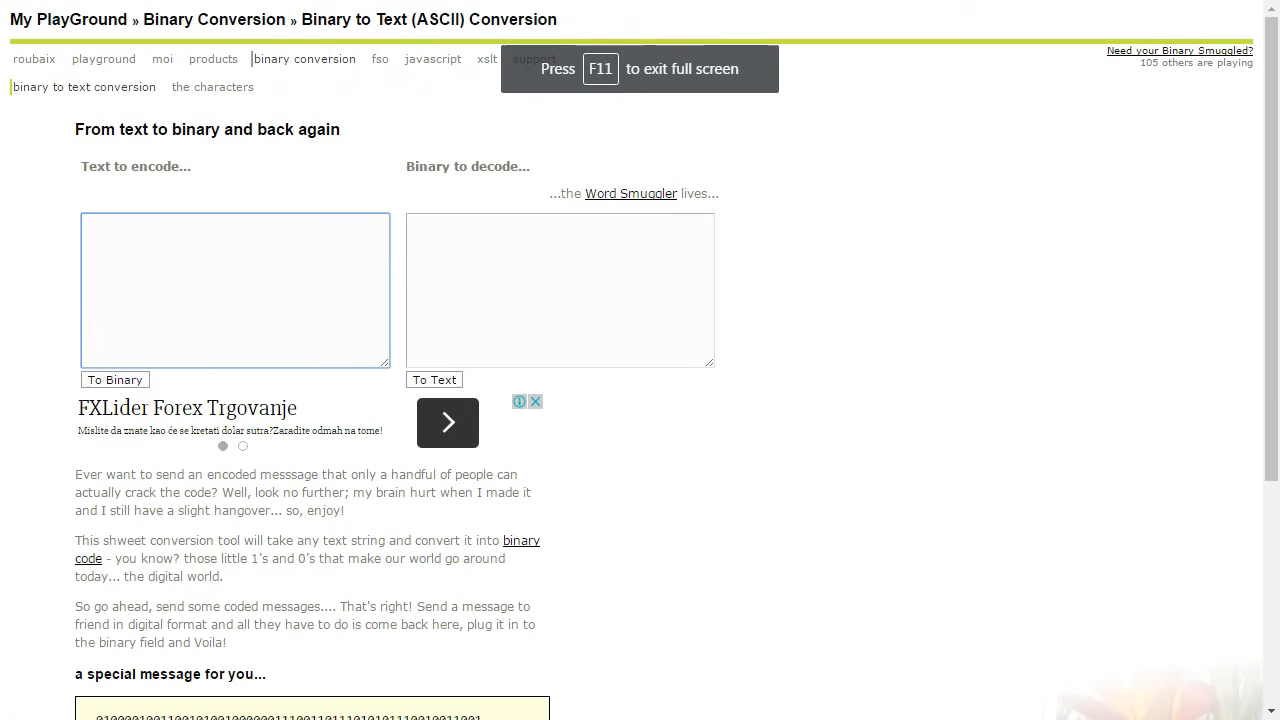 My PlayGround » Binary Conversion » Binary to Text (ASCII) Conversion
roubaix playground moi products binary conversion fso javascript xslt support
Press F11 to exit full screen
Need your Binary Smuggled?
105 others are playing
binary to text conversion the characters
From text to binary and back again
Text to encode... Binary to decode...
...the Word Smuggler lives...
To Binary To Text
FXLider Forex Trgovanje
Mislite da znate kao će se kretati dolar sutra?Zaradite odmah na tome!
Ever want to send an encoded messsage that only a handful of people can
actually crack the code? Well, look no further; my brain hurt when I made it
and I still have a slight hangover... so, enjoy!
This shweet conversion tool will take any text string and convert it into binary
code - you know? those little 1's and 0's that make our world go around
today... the digital world.
So go ahead, send some coded messages.... That's right! Send a message to
friend in digital format and all they have to do is come back here, plug it in to
the binary field and Voila!
a special message for you...